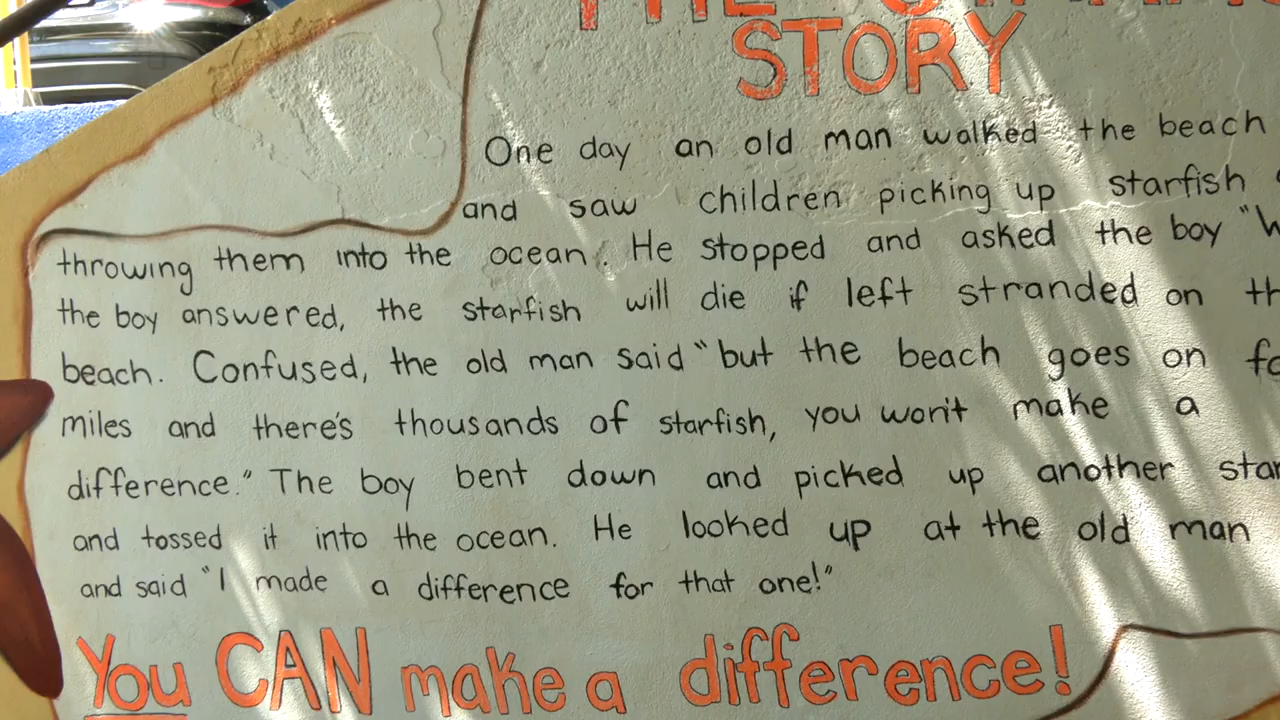 STORY
One day an old man walked the beach
and saw children picking up starfish
throwing them into the ocean. He stopped and asked the boy
the boy answered, the starfish will die if left stranded on
beach. Confused, the old man said "but the beach goes on
miles and there's thousands of starfish, you won't make a
difference." The boy bent down and picked up another
and tossed it into the ocean. He looked up at the old man
and said "I made a difference for that one!"
You CAN make a difference!